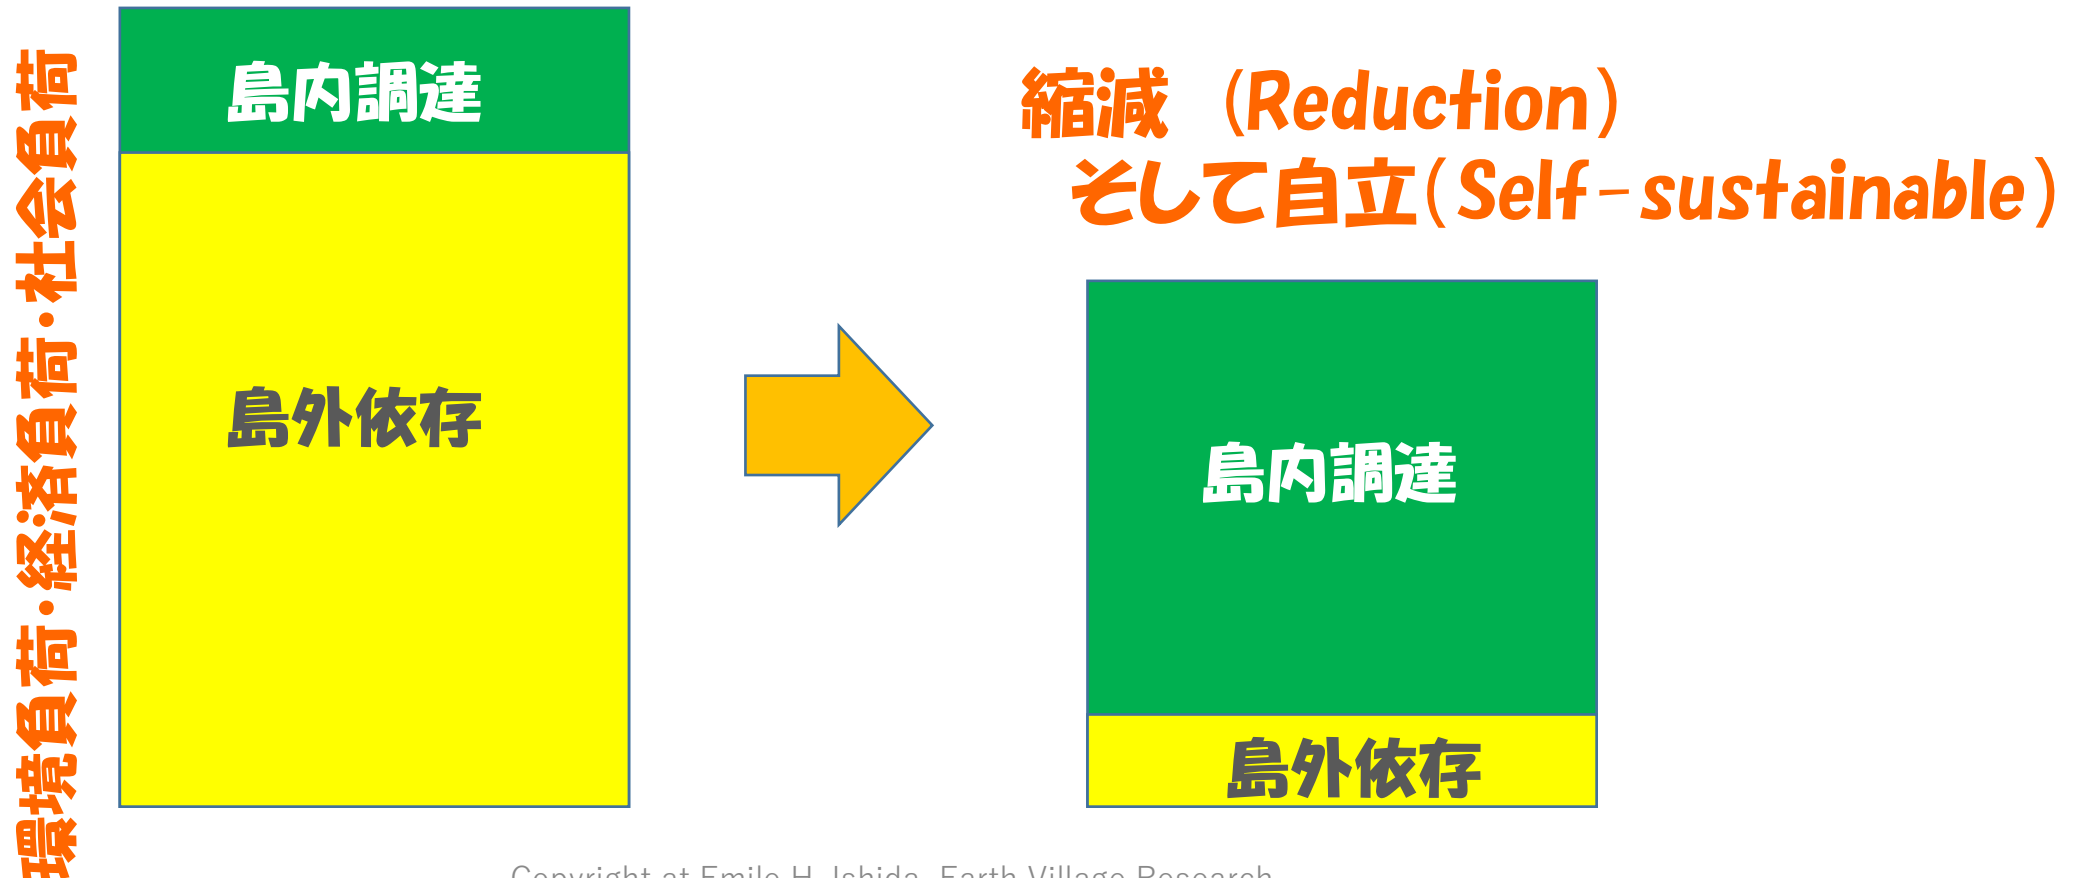 環境負荷・経済負荷・社会負荷
島内調達
島外依存
縮減 (Reduction)
そして自立(Self-sustainable)
島内調達
島外依存
Copyright at Emile H. Ishida, Earth Village Research